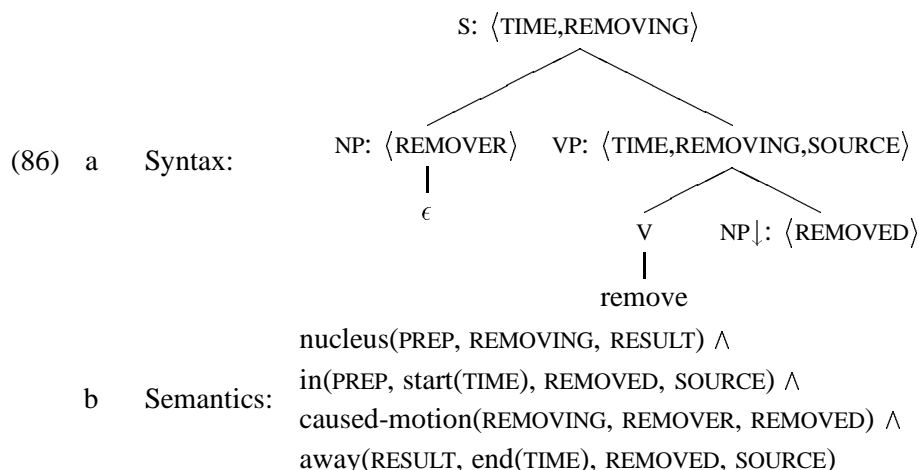 S: ⟨TIME,REMOVING⟩
(86) a Syntax: NP: ⟨REMOVER⟩ VP: ⟨TIME,REMOVING,SOURCE⟩
ϵ V NP↓: ⟨REMOVED⟩
remove
nucleus(PREP, REMOVING, RESULT) ∧
in(PREP, start(TIME), REMOVED, SOURCE) ∧
b Semantics: caused-motion(REMOVING, REMOVER, REMOVED) ∧
away(RESULT, end(TIME), REMOVED, SOURCE)